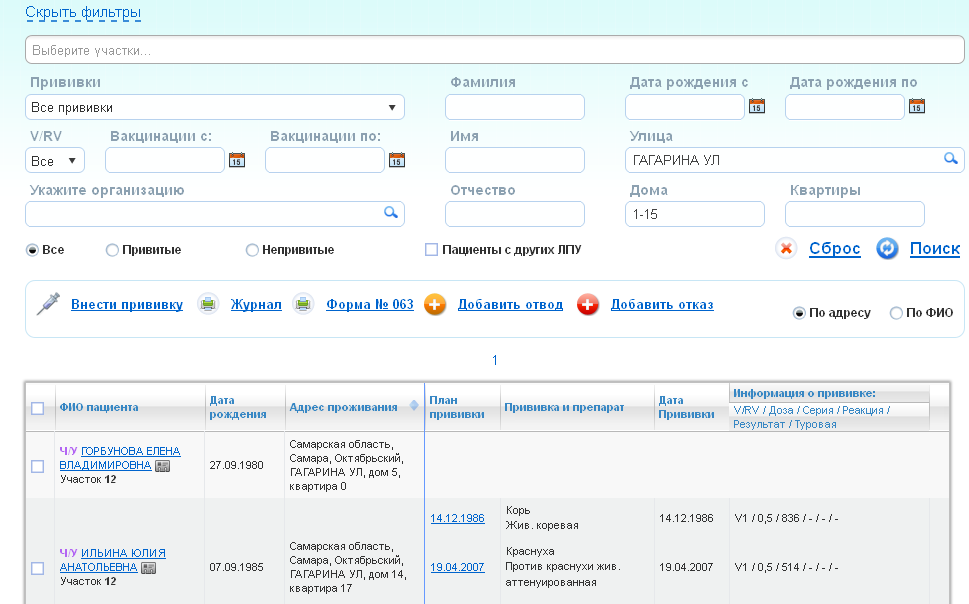 Скрыть фильтры
Выберите участки...
Прививки Фамилия Дата рождения с Дата рождения по
Все прививки 15 15
V/RV Вакцинации с: Вакцинации по: Имя Улица
Все 15 15 ГАГАРИНА УЛ
Укажите организацию Отчество Дома Квартиры
1-15
Все Привитые Непривитые Пациенты с других ЛПУ Сброс Поиск
Внести прививку Журнал Форма № 063 Добавить отвод Добавить отказ По адресу По ФИО
1
ФИО пациента
Дата
рождения
Адрес проживания
План
прививки
Прививка и препарат
Дата
Прививки
Информация о прививке:
V/RV / Доза / Серия / Реакция /
Результат / Туровая
Ч/У ГОРБУНОВА ЕЛЕНА
ВЛАДИМИРОВНА
Участок 12
27.09.1980
Самарская область,
Самара, Октябрьский,
ГАГАРИНА УЛ, дом 5,
квартира 0
Ч/У ИЛЬИНА ЮЛИЯ
АНАТОЛЬЕВНА
Участок 12
07.09.1985
Самарская область,
Самара, Октябрьский,
ГАГАРИНА УЛ, дом 14,
квартира 17
14.12.1986
Корь
Жив. коревая
14.12.1986
V1 / 0,5 / 836 / - / - / -
19.04.2007
Краснуха
Против краснухи жив.
аттенуированная
19.04.2007
V1 / 0,5 / 514 / - / - / -